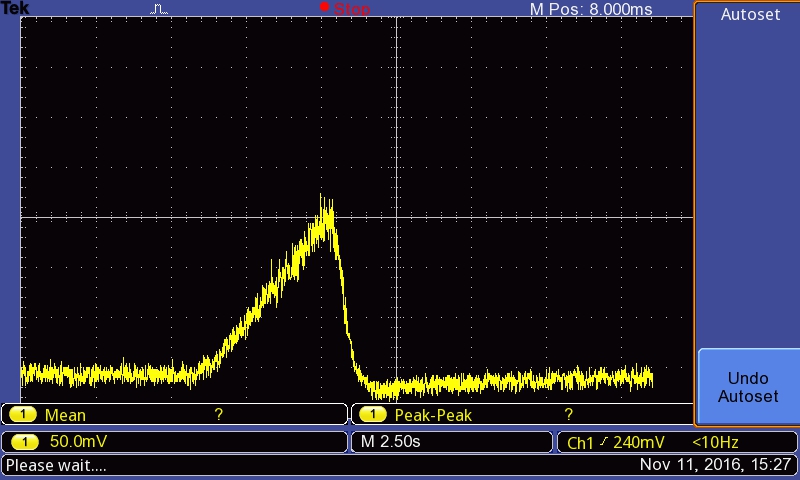 Tek Stop M Pos: 8.000ms Autoset
1 Mean ? 1 Peak-Peak ?
Undo
Autoset
1 50.0mV M 2.50s Ch1 240mV <10Hz
Please wait.... Nov 11, 2016, 15:27